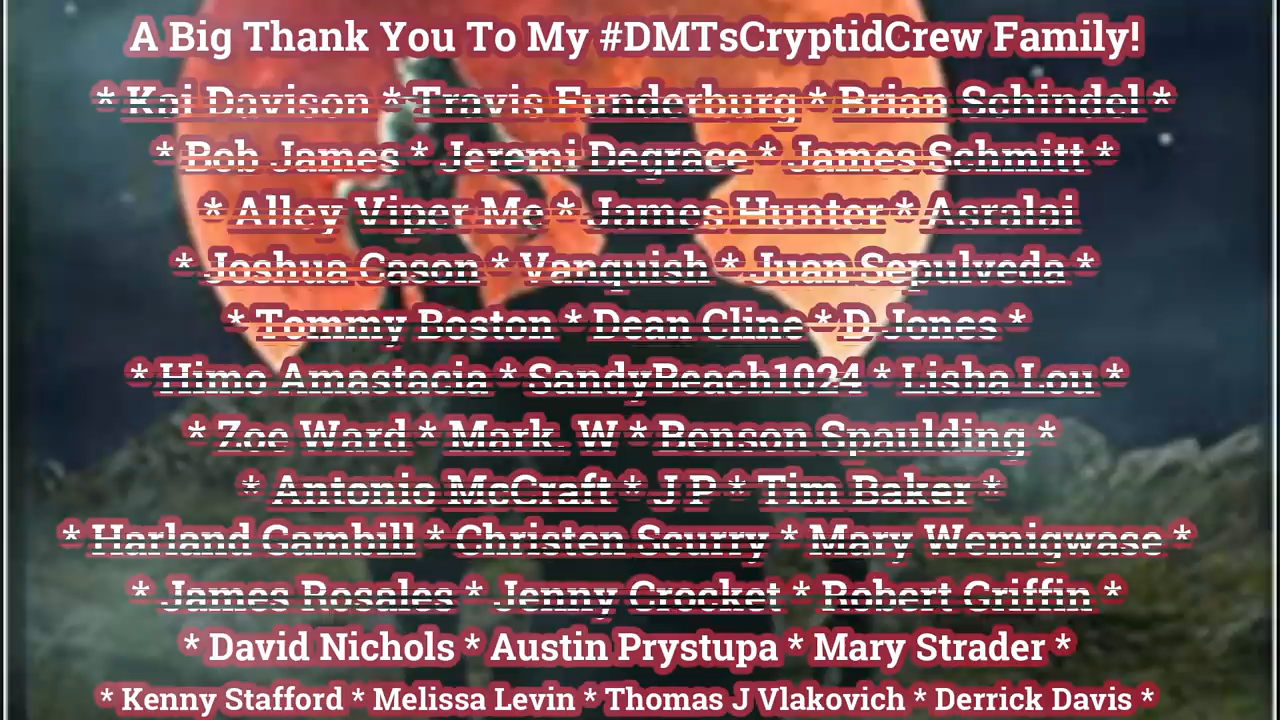 A Big Thank You To My #DMTsCryptidCrew Family!
* Kai Davison * Travis Funderburg * Brian Schindel *
* Bob James * Jeremi Degrace * James Schmitt *
* Alley Viper Me * James Hunter * Asralai
* Joshua Cason * Vanquish * Juan Sepulveda *
* Tommy Boston * Dean Cline * D Jones *
* Himo Amastacia * SandyBeach1024 * Lisha Lou *
* Zoe Ward * Mark. W * Benson Spaulding *
* Antonio McCraft * J P * Tim Baker *
* Harland Gambill * Christen Scurry * Mary Wemigwase *
* James Rosales * Jenny Crocket * Robert Griffin *
* David Nichols * Austin Prystupa * Mary Strader *
* Kenny Stafford * Melissa Levin * Thomas J Vlakovich * Derrick Davis *